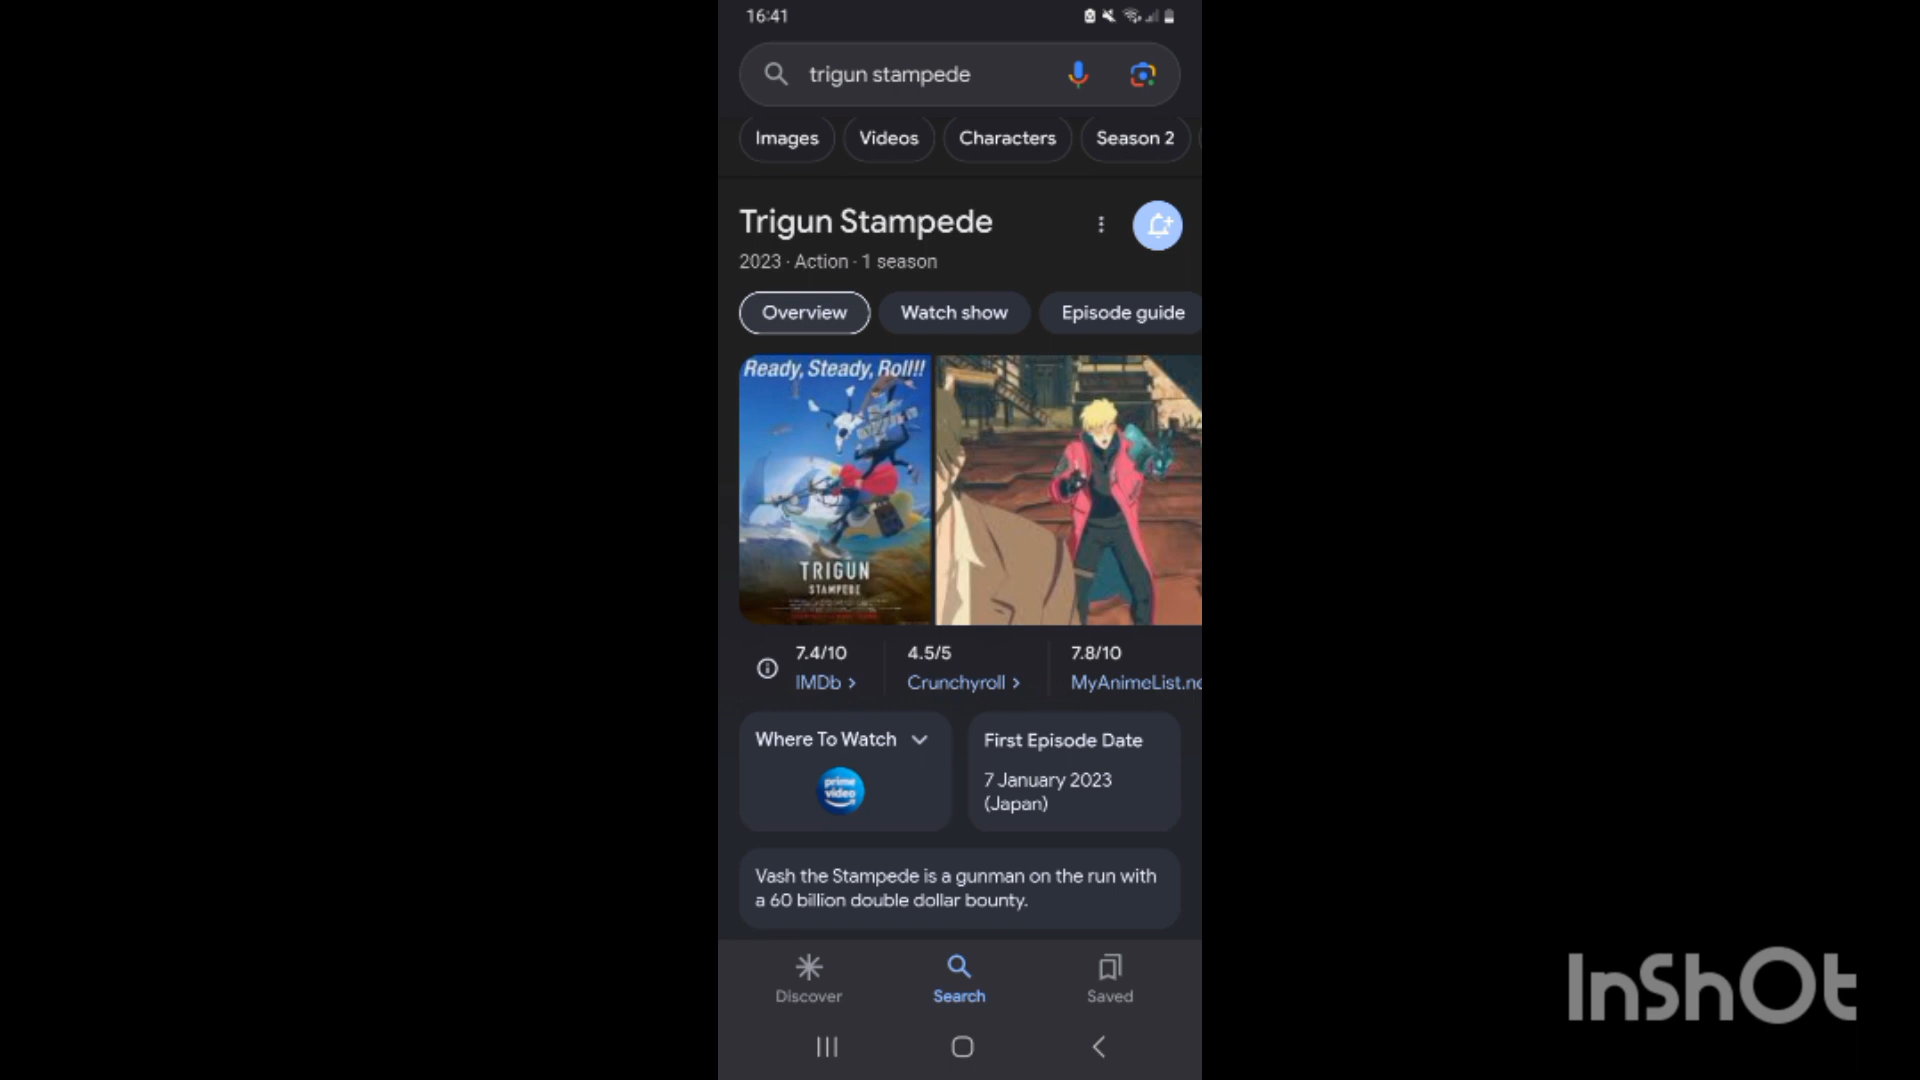 16:41
trigun stampede
Images
Videos
Characters
Season 2
Trigun Stampede
2023 · Action · 1 season
Overview
Watch show
Episode guide
Ready, Steady, Roll!!
TRIGUN
STAMPEDE
7.4/10
IMDb >
4.5/5
Crunchyroll >
7.8/10
MyAnimeList.ne
Where To Watch
prime
video
First Episode Date
7 January 2023
(Japan)
Vash the Stampede is a gunman on the run with
a 60 billion double dollar bounty.
Discover
Search
Saved
InShOt